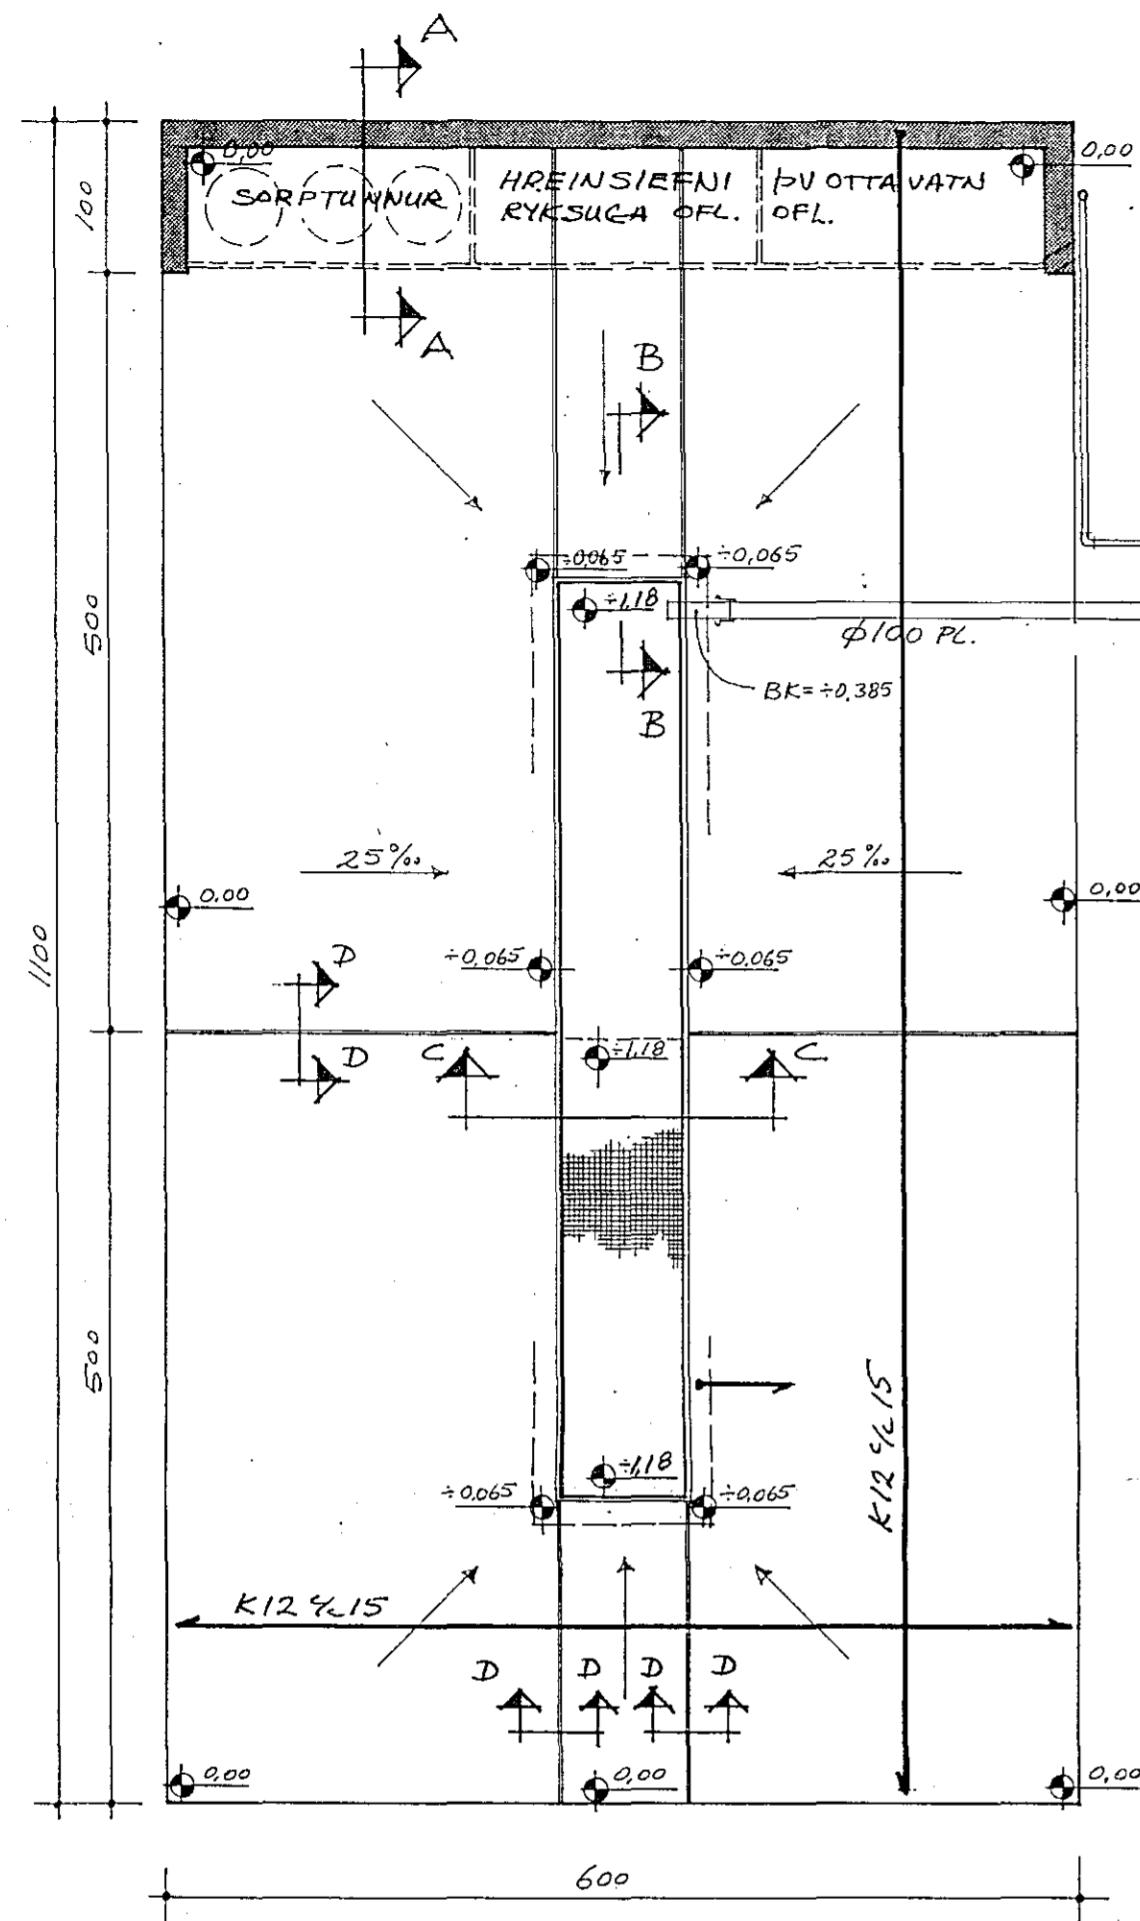 A
0,00
0,00
100
SORPTUNNUR
HREINSIEFNI
RYKSUGA OFL.
ÞVOTTAVATN
OFL.
A
B
÷0,065
÷0,065
÷1,18
Ø100 PL.
500
BK=÷0,385
B
25‰
25‰
0.00
0,00
1100
D
÷0,065
÷0,065
D
C
÷1,18
C
500
K12 c/c 15
÷1,18
÷0,065
÷0,065
K12 c/c 15
D
D
D
D
0,00
0,00
0,00
600